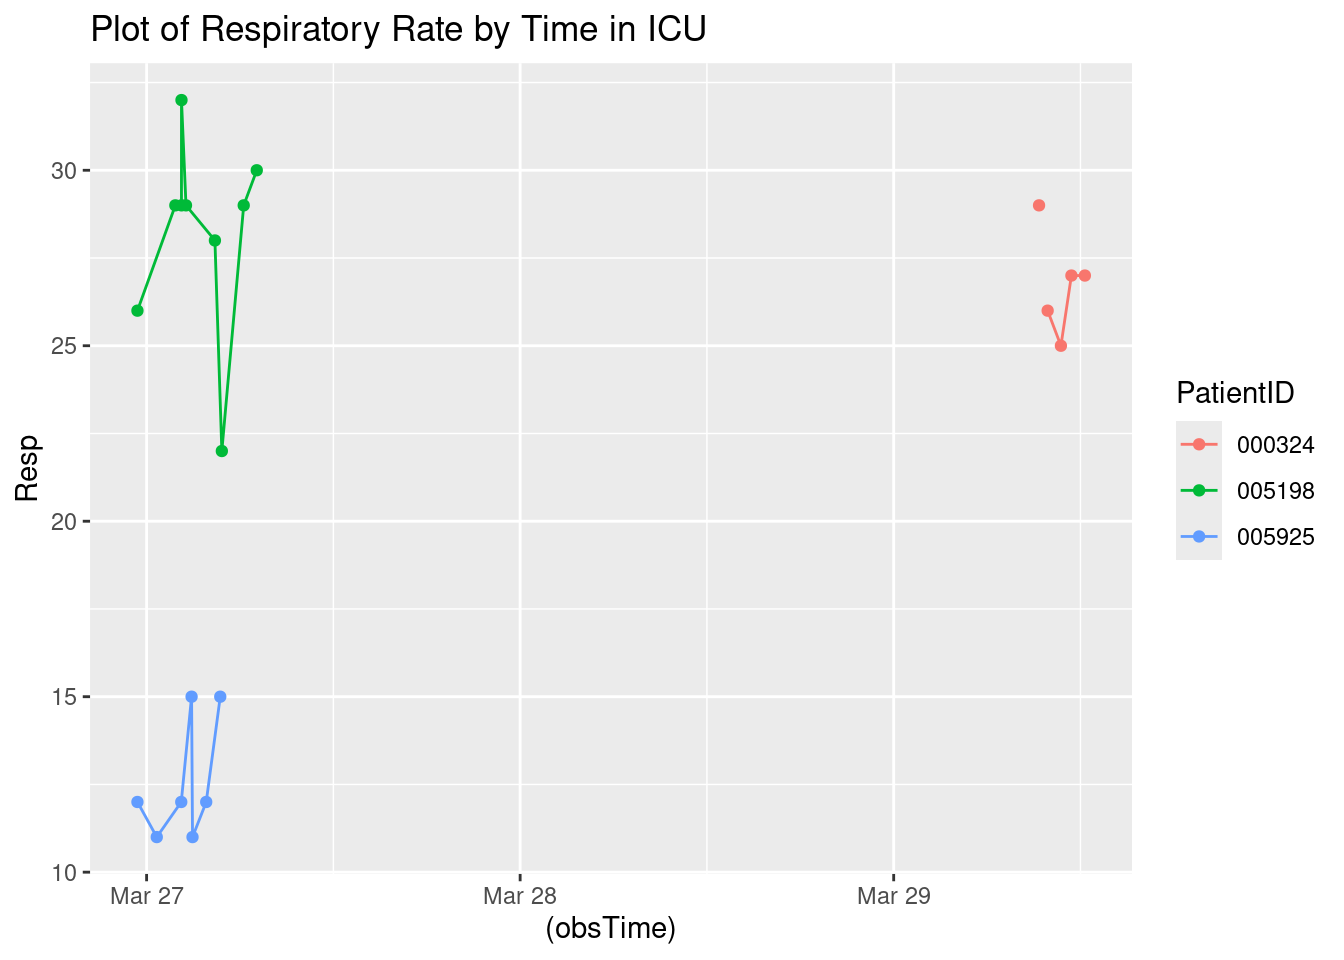 Plot of Respiratory Rate by Time in ICU
Resp
30
25
20
15
10
Mar 27
Mar 28
Mar 29
(obsTime)
PatientID
000324
005198
005925